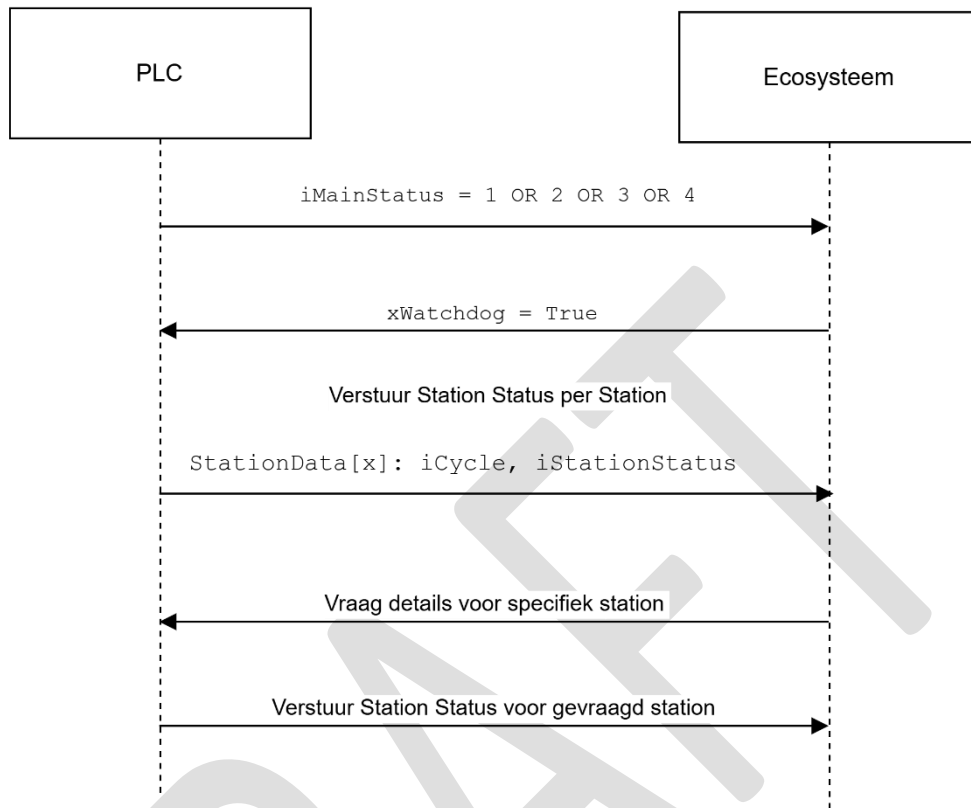 PLC
Ecosysteem
iMainStatus = 1 OR 2 OR 3 OR 4
xWatchdog = True
Verstuur Station Status per Station
StationData[x]: iCycle, iStationStatus
Vraag details voor specifiek station
Verstuur Station Status voor gevraagd station
DRAFT